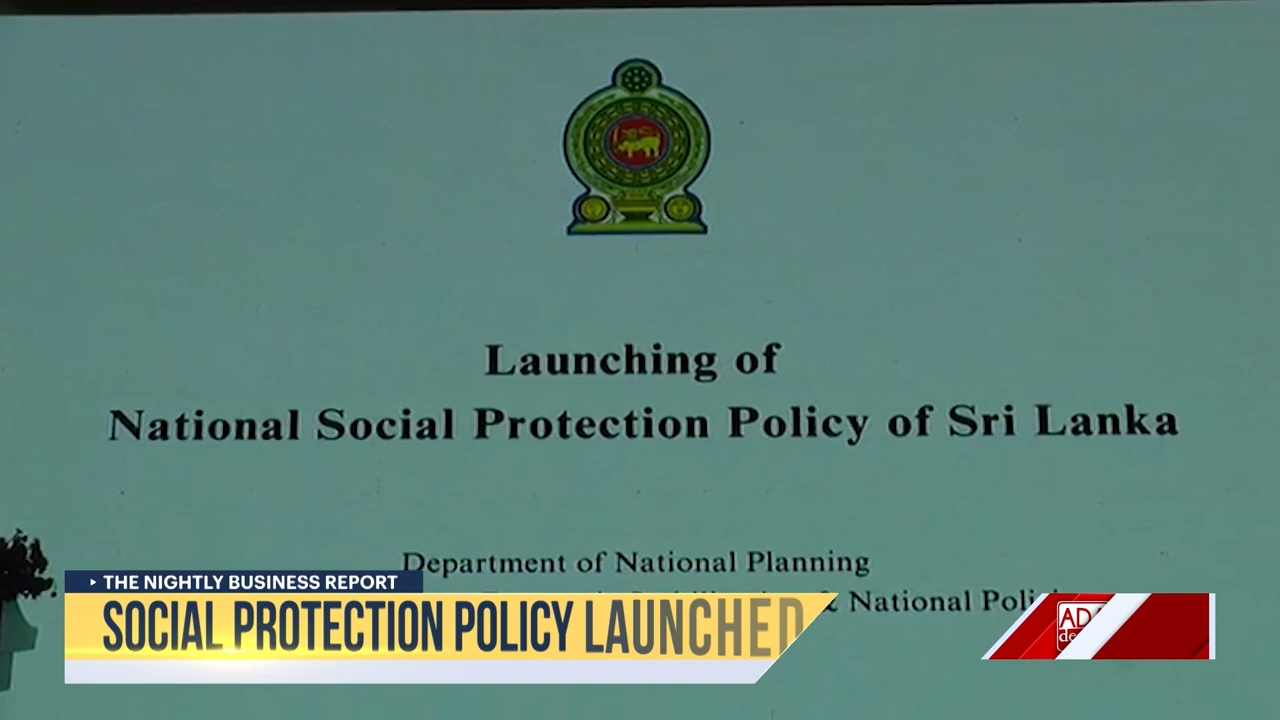 Launching of
National Social Protection Policy of Sri Lanka
Department of National Planning
& National
THE NIGHTLY BUSINESS REPORT
SOCIAL PROTECTION POLICY LAUNCHED